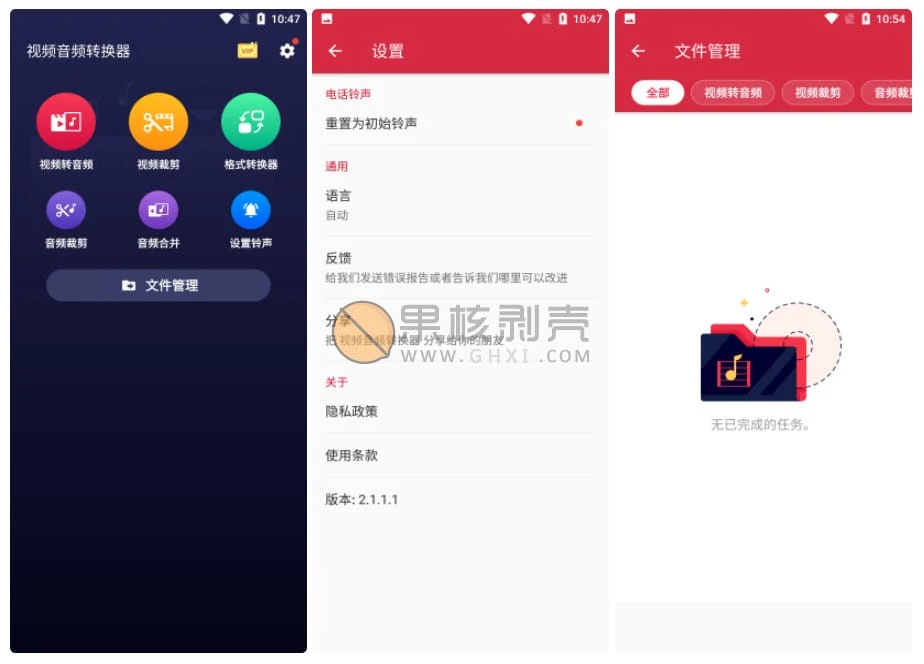 10:47
视频音频转换器
VIP
视频转音频
视频裁剪
格式转换器
音频裁剪
音频合并
设置铃声
文件管理
10:47
设置
电话铃声
重置为初始铃声
通用
语言
自动
反馈
给我们发送错误报告或者告诉我们哪里可以改进
分享
把 视频音频转换器 分享给你的朋友
果核剥壳
WWW.GHXI.COM
关于
隐私政策
使用条款
版本: 2.1.1.1
10:54
文件管理
全部
视频转音频
视频裁剪
音频裁剪
无已完成的任务。